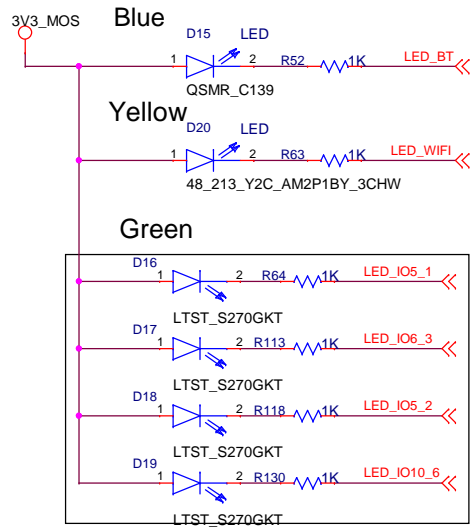 3V3_MOS
Blue
D15 LED
1 2 R52 1K LED_BT
QSMR_C139
Yellow
D20 LED
1 2 R63 1K LED_WIFI
48_213_Y2C_AM2P1BY_3CHW
Green
D16
1 2 R64 1K LED_IO5_1
LTST_S270GKT
D17
1 2 R113 1K LED_IO6_3
LTST_S270GKT
D18
1 2 R118 1K LED_IO5_2
LTST_S270GKT
D19
1 2 R130 1K LED_IO10_6
LTST_S270GKT